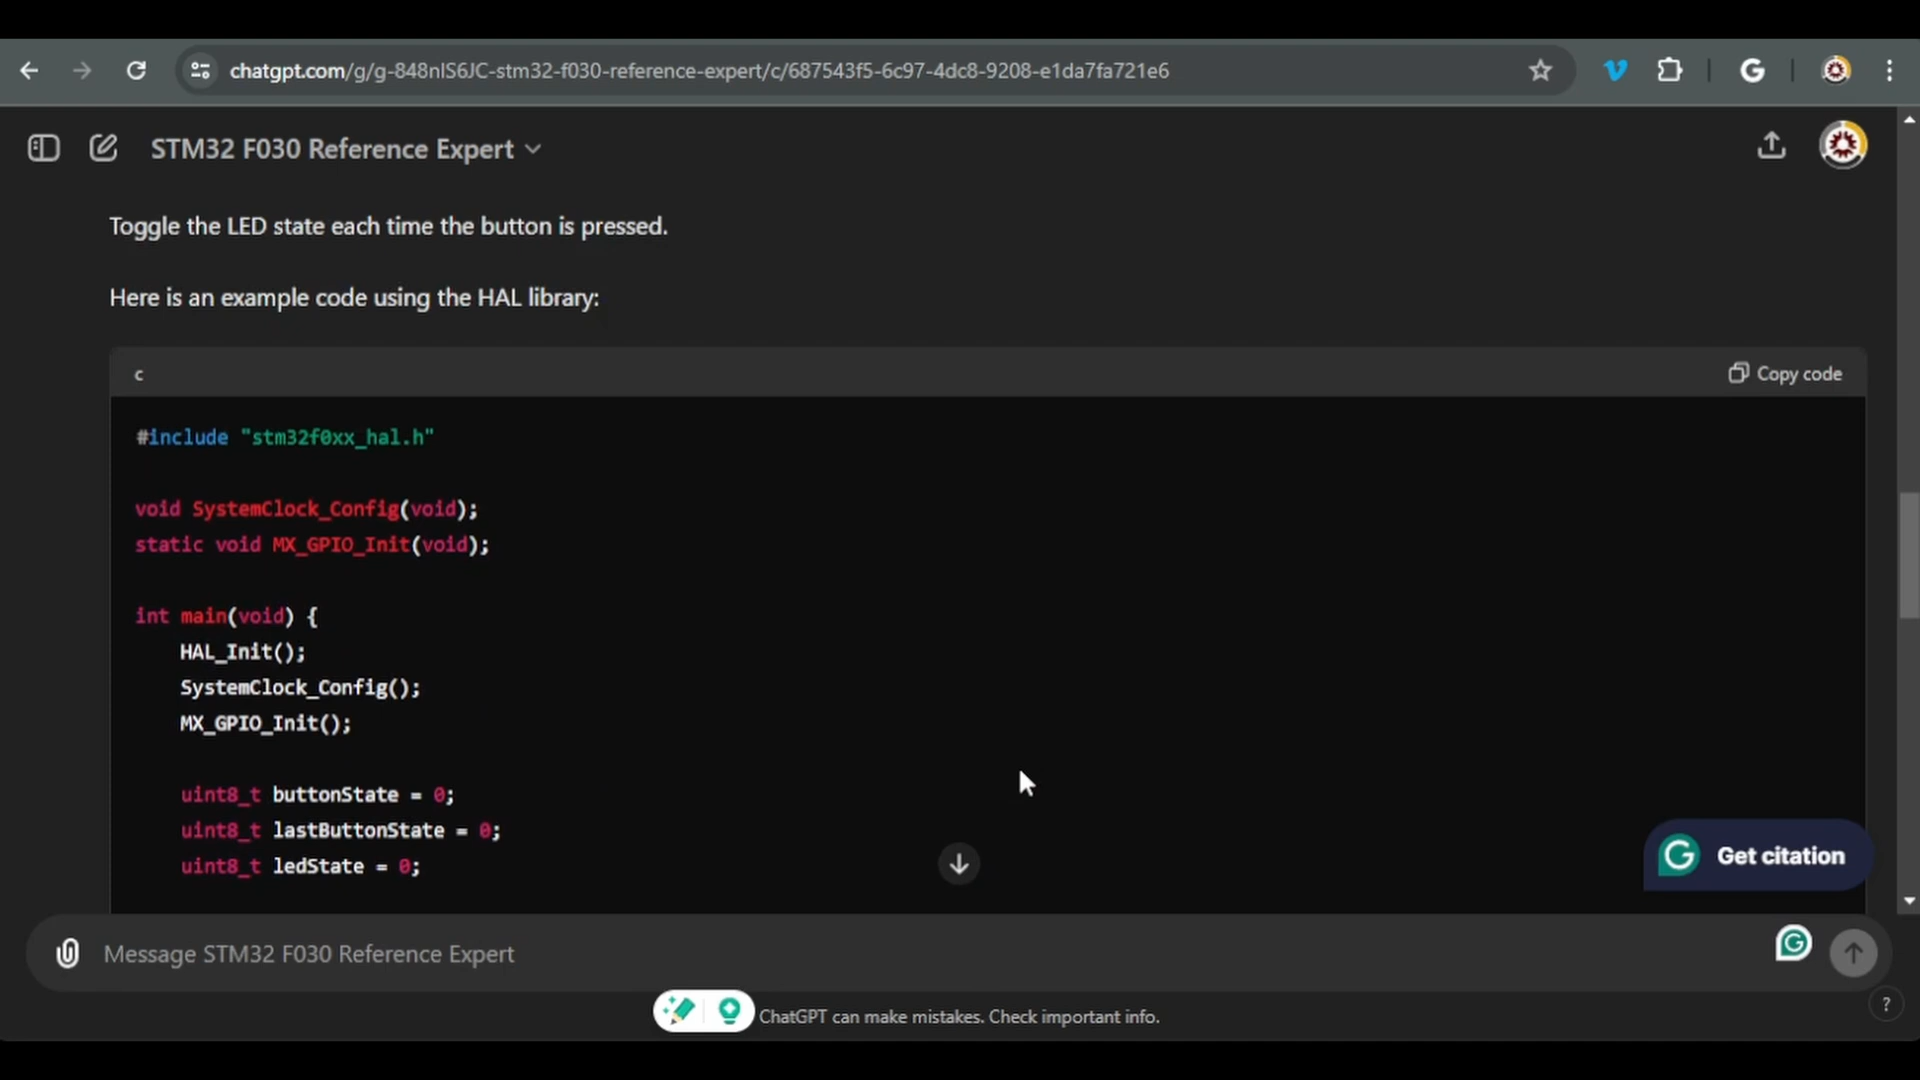 chatgpt.com/g/g-848nlS6JC-stm32-f030-reference-expert/c/687543f5-6c97-4dc8-9208-e1da7fa721e6
STM32 F030 Reference Expert
Toggle the LED state each time the button is pressed.
Here is an example code using the HAL library:
c
Copy code
#include "stm32f0xx_hal.h"
void SystemClock_Config(void);
static void MX_GPIO_Init(void);
int main(void) {
HAL_Init();
SystemClock_Config();
MX_GPIO_Init();
uint8_t buttonState = 0;
uint8_t lastButtonState = 0;
uint8_t ledState = 0;
Get citation
Message STM32 F030 Reference Expert
ChatGPT can make mistakes. Check important info.
?